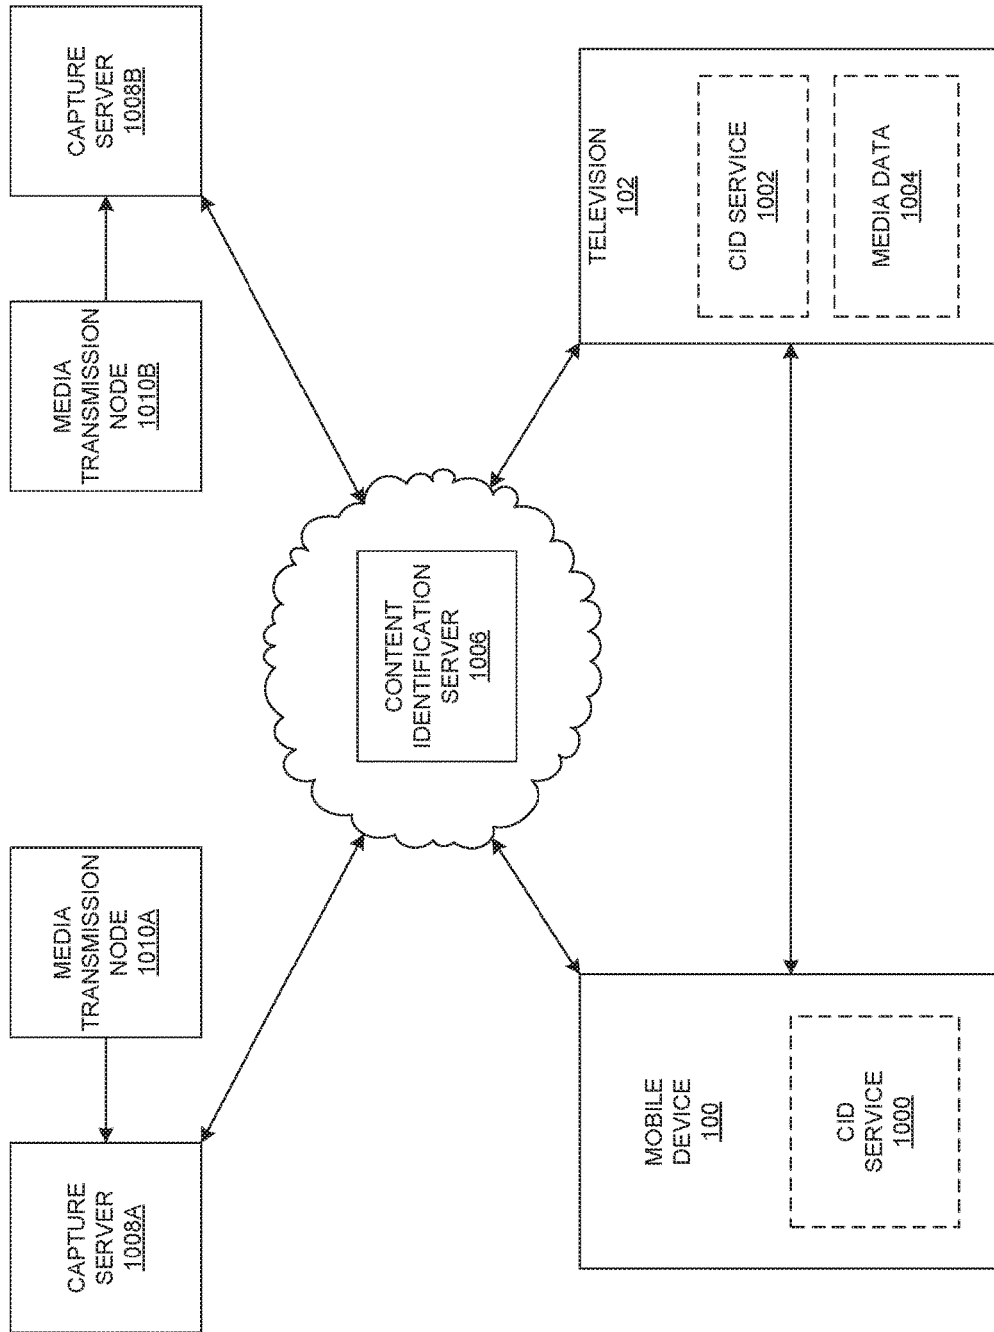 CAPTURE
SERVER
1008A
MEDIA
TRANSMISSION
NODE
1010A
MEDIA
TRANSMISSION
NODE
1010B
CAPTURE
SERVER
1008B
CONTENT
IDENTIFICATION
SERVER
1006
MOBILE
DEVICE
100
CID
SERVICE
1000
TELEVISION
102
CID SERVICE
1002
MEDIA DATA
1004